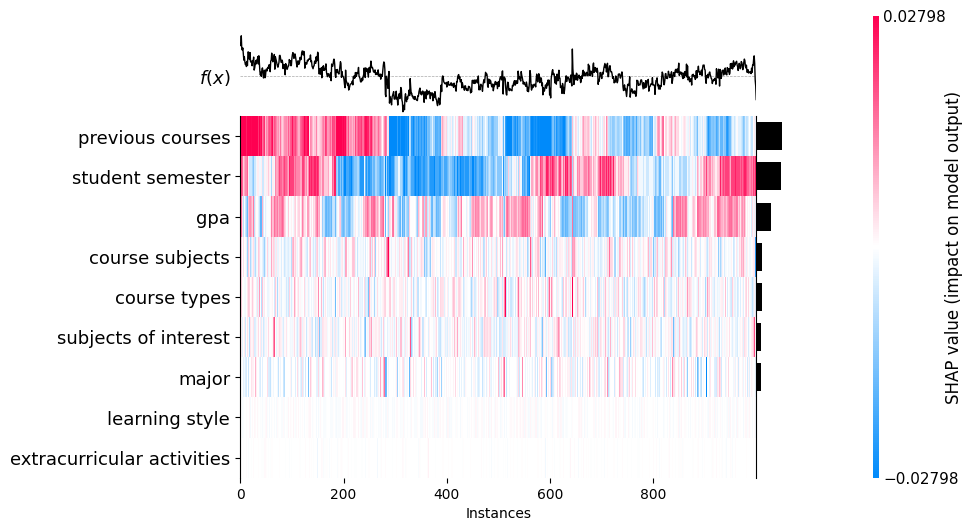 0.02798
f(x)
previous courses
student semester
gpa
course subjects
course types
subjects of interest
major
learning style
extracurricular activities
0 200 400 600 800
Instances
−0.02798
SHAP value (impact on model output)